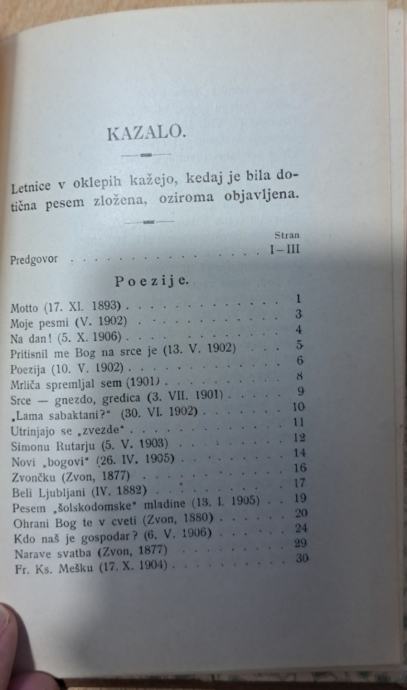 KAZALO.
Letnice v oklepih kažejo, kedaj je bila do-
tična pesem zložena, oziroma objavljena.
Stran
Predgovor . . . . . . . . . . . . . . I–III
Poezije.
Motto (17. XI. 1893) . . . . . . . . . . . 1
Moje pesmi (V. 1902) . . . . . . . . . . 3
Na dan! (5. X. 1906) . . . . . . . . . . . 4
Pritisnil me Bog na srce je (13. V. 1902) . . . 5
Poezija (10. V. 1902) . . . . . . . . . . . 6
Mrliča spremljal sem (1901) . . . . . . . . 8
Srce — gnezdo, gredica (3. VII. 1901) . . . . 9
„Lama sabaktani?“ (30. VI. 1902) . . . . . . 10
Utrinjajo se „zvezde“ . . . . . . . . . . . 11
Simonu Rutarju (5. V. 1903) . . . . . . . . 12
Novi „bogovi“ (26. IV. 1905) . . . . . . . . 14
Zvončku (Zvon, 1877) . . . . . . . . . . 16
Beli Ljubljani (IV. 1882) . . . . . . . . . 17
Pesem „šolskodomske“ mladine (13. I. 1905) . . 19
Ohrani Bog te v cveti (Zvon, 1880) . . . . . 20
Kdo naš je gospodar? (6. V. 1906) . . . . . 24
Narave svatba (Zvon, 1877) . . . . . . . . 29
Fr. Ks. Mešku (17. X. 1904) . . . . . . . . 30